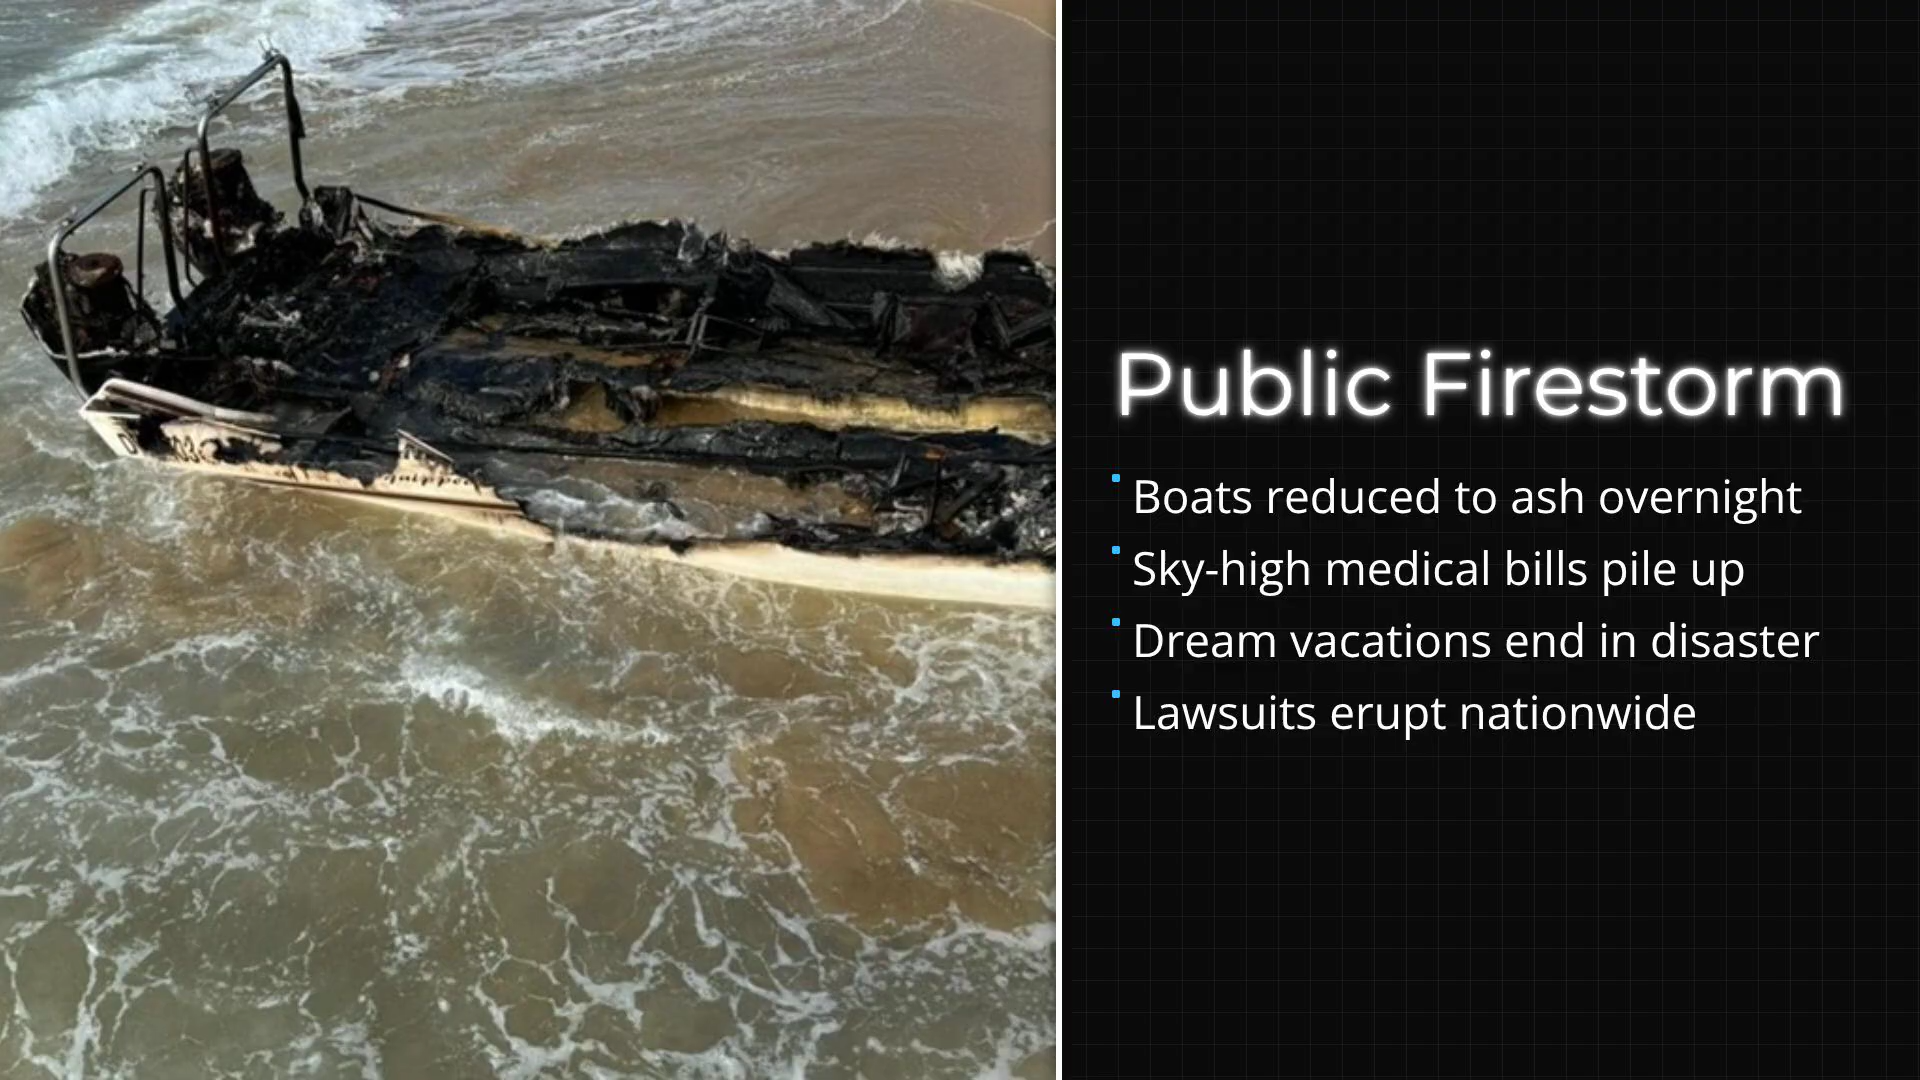 Public Firestorm
Boats reduced to ash overnight
Sky-high medical bills pile up
Dream vacations end in disaster
Lawsuits erupt nationwide